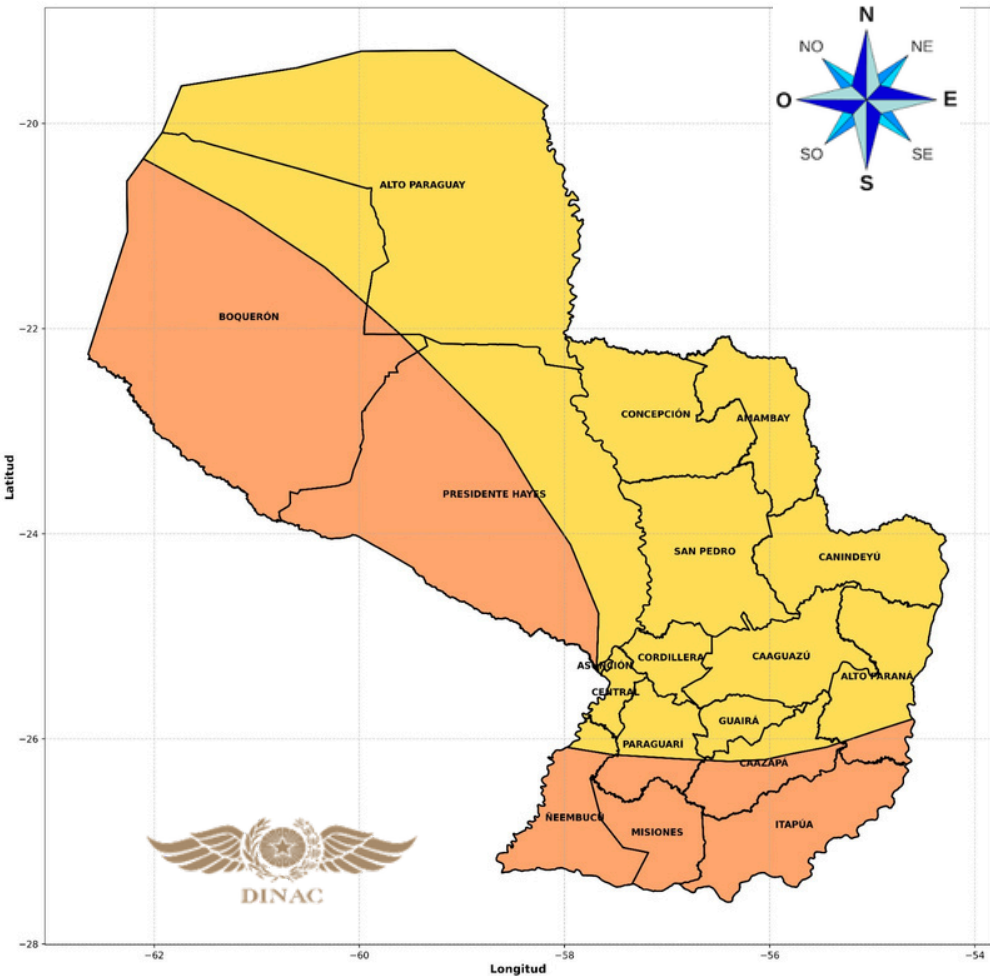 N
NO
NE
O
E
SO
SE
S
−20
ALTO PARAGUAY
BOQUERÓN
−22
CONCEPCIÓN
AMAMBAY
Latitud
PRESIDENTE HAYES
−24
SAN PEDRO
CANINDEYÚ
ASUNCIÓN
CORDILLERA
CAAGUAZÚ
ALTO PARANÁ
CENTRAL
GUAIRÁ
−26
PARAGUARÍ
CAAZAPÁ
ÑEEMBUCÚ
MISIONES
ITAPÚA
DINAC
−28
−62
−60
−58
−56
−54
Longitud